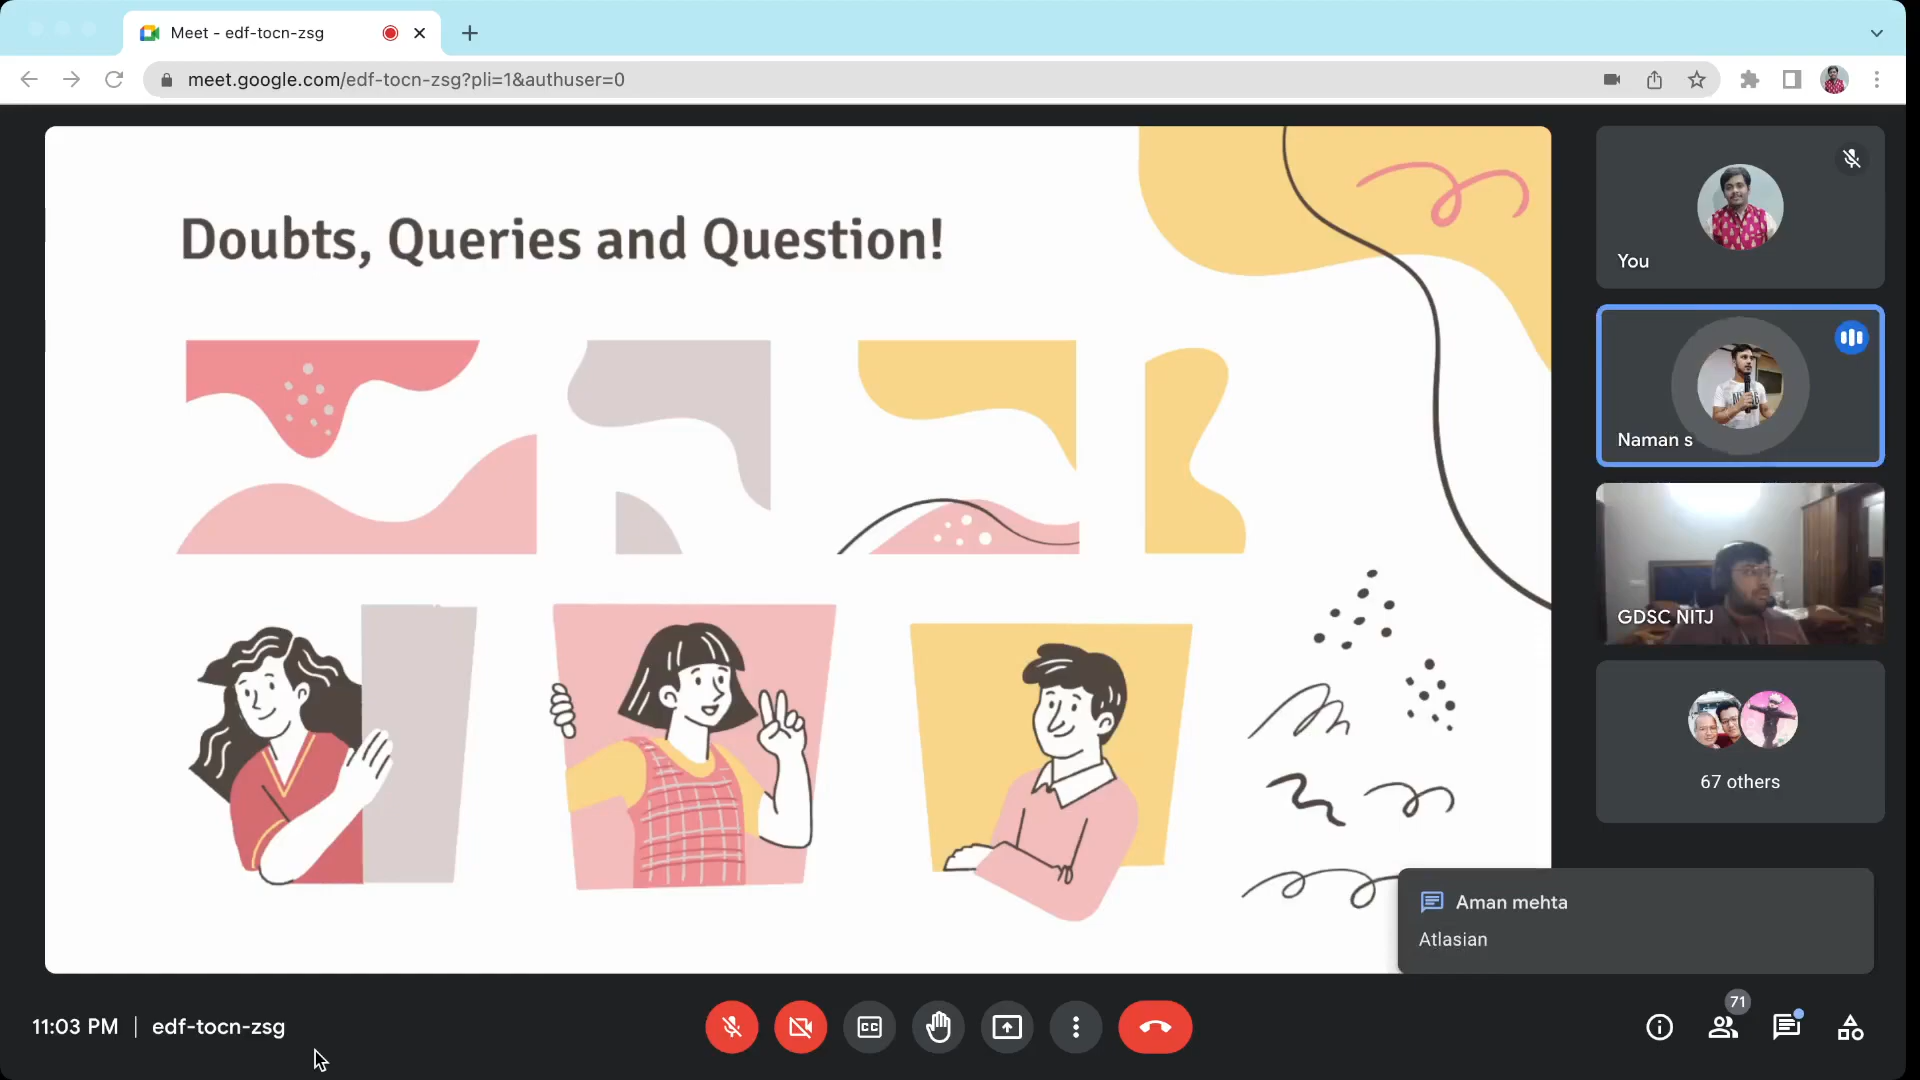 Meet - edf-tocn-zsg
meet.google.com/edf-tocn-zsg?pli=1&authuser=0
Doubts, Queries and Question!
You
Naman s
GDSC NITJ
67 others
Aman mehta
Atlasian
11:03 PM | edf-tocn-zsg
CC
71